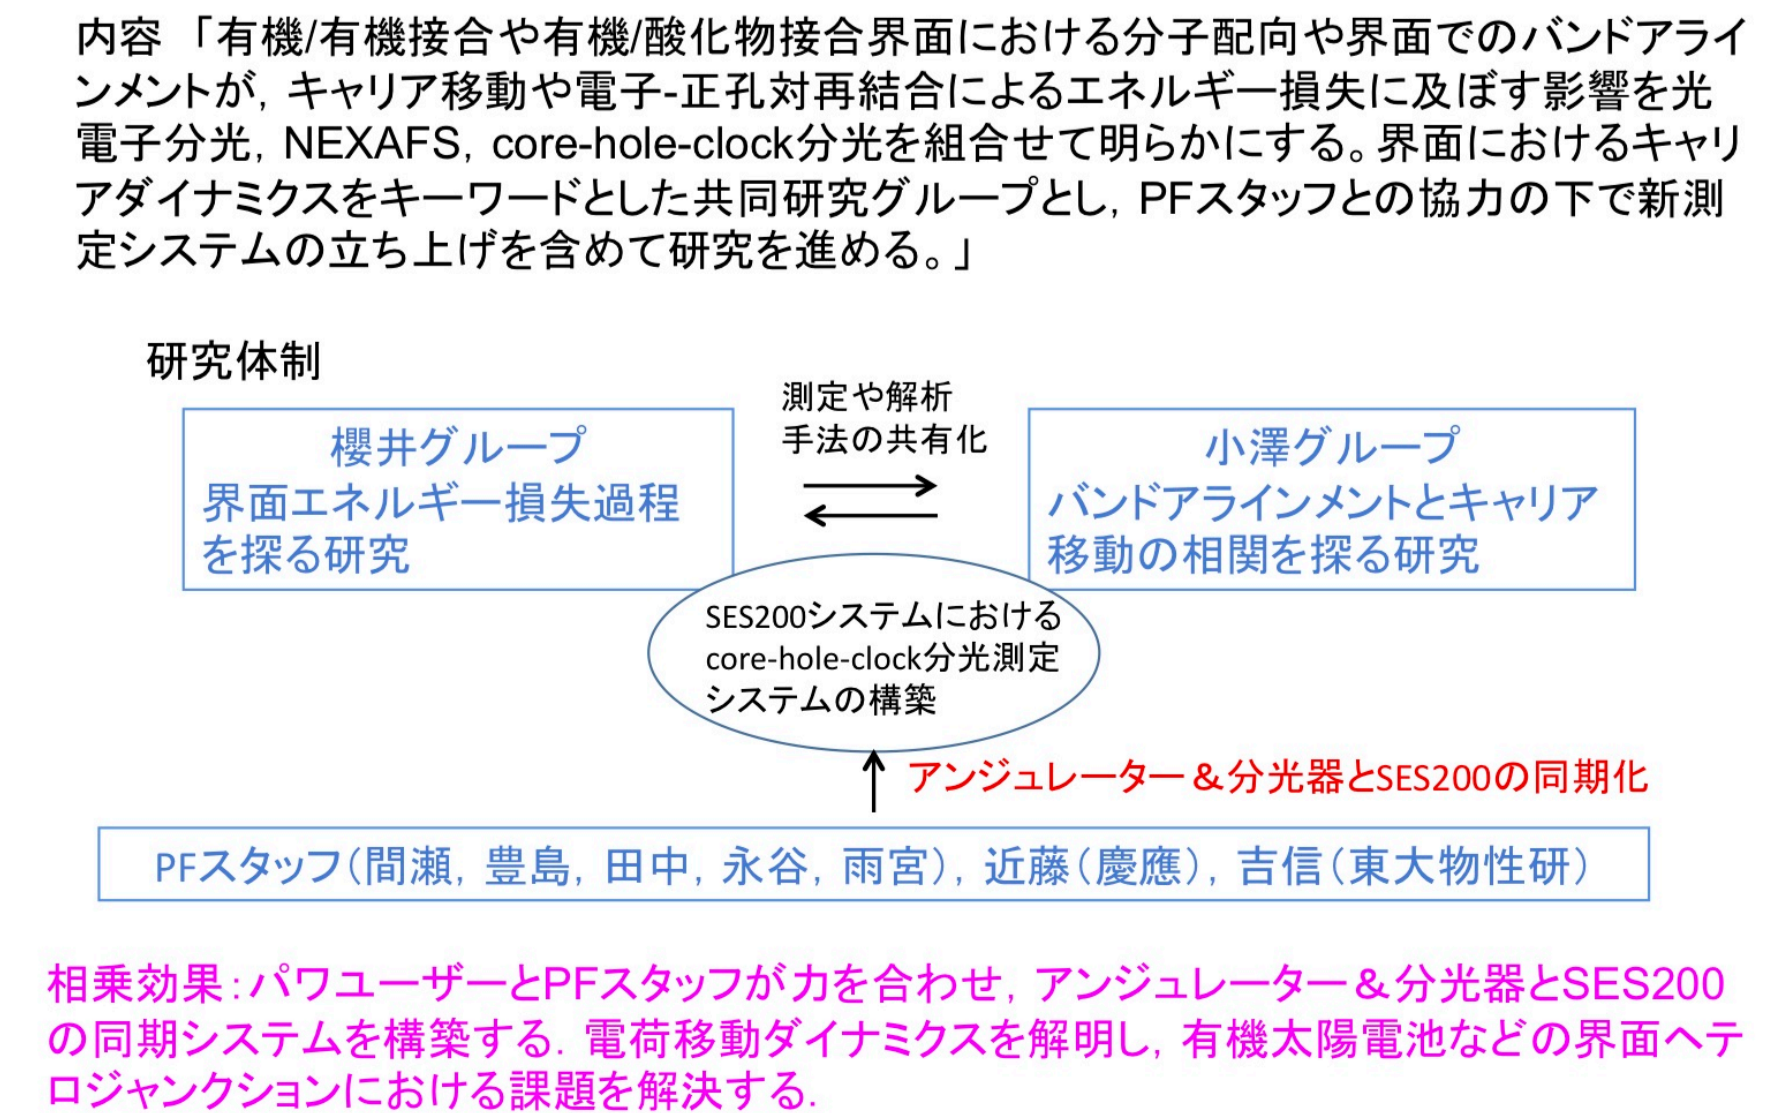 内容 「有機/有機接合や有機/酸化物接合界面における分子配向や界面でのバンドアライ
ンメントが, キャリア移動や電子-正孔対再結合によるエネルギー損失に及ぼす影響を光
電子分光, NEXAFS, core-hole-clock分光を組合せて明らかにする。界面におけるキャリ
アダイナミクスをキーワードとした共同研究グループとし, PFスタッフとの協力の下で新測
定システムの立ち上げを含めて研究を進める。」
研究体制
櫻井グループ
界面エネルギー損失過程
を探る研究
測定や解析
手法の共有化
小澤グループ
バンドアラインメントとキャリア
移動の相関を探る研究
SES200システムにおける
core-hole-clock分光測定
システムの構築
アンジュレーター&分光器とSES200の同期化
PFスタッフ(間瀬, 豊島, 田中, 永谷, 雨宮), 近藤(慶應), 吉信(東大物性研)
相乗効果:パワユーザーとPFスタッフが力を合わせ, アンジュレーター&分光器とSES200
の同期システムを構築する. 電荷移動ダイナミクスを解明し, 有機太陽電池などの界面ヘテ
ロジャンクションにおける課題を解決する.